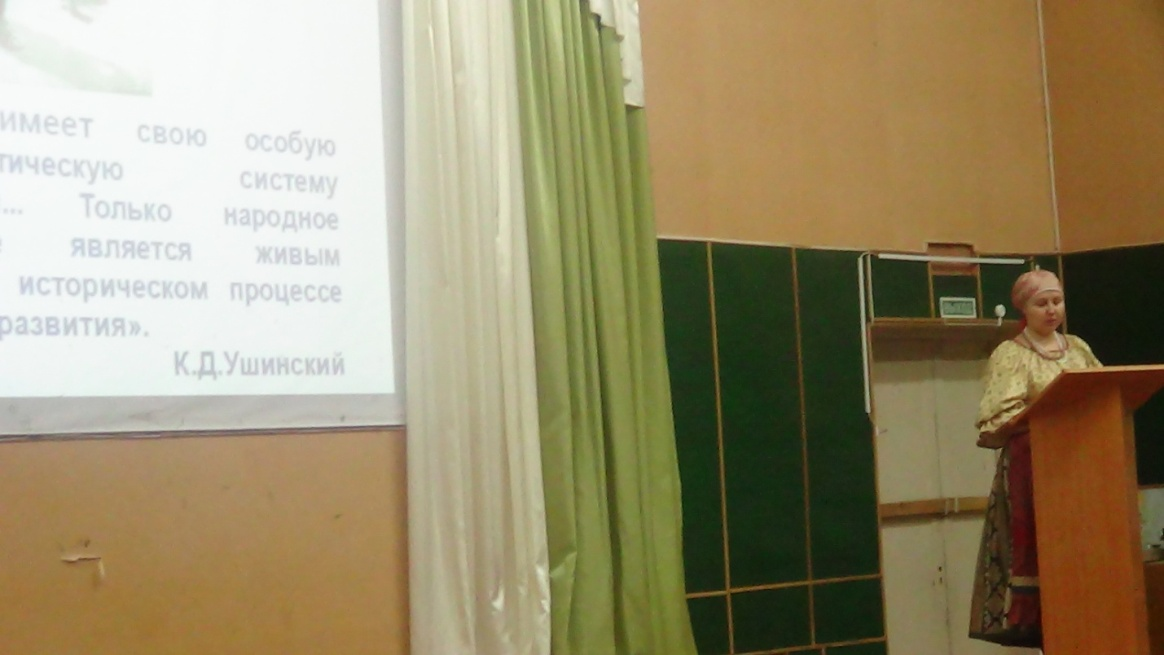 имеет свою особую
тическую систему
... Только народное
е является живым
историческом процессе
развития».
К.Д.Ушинский